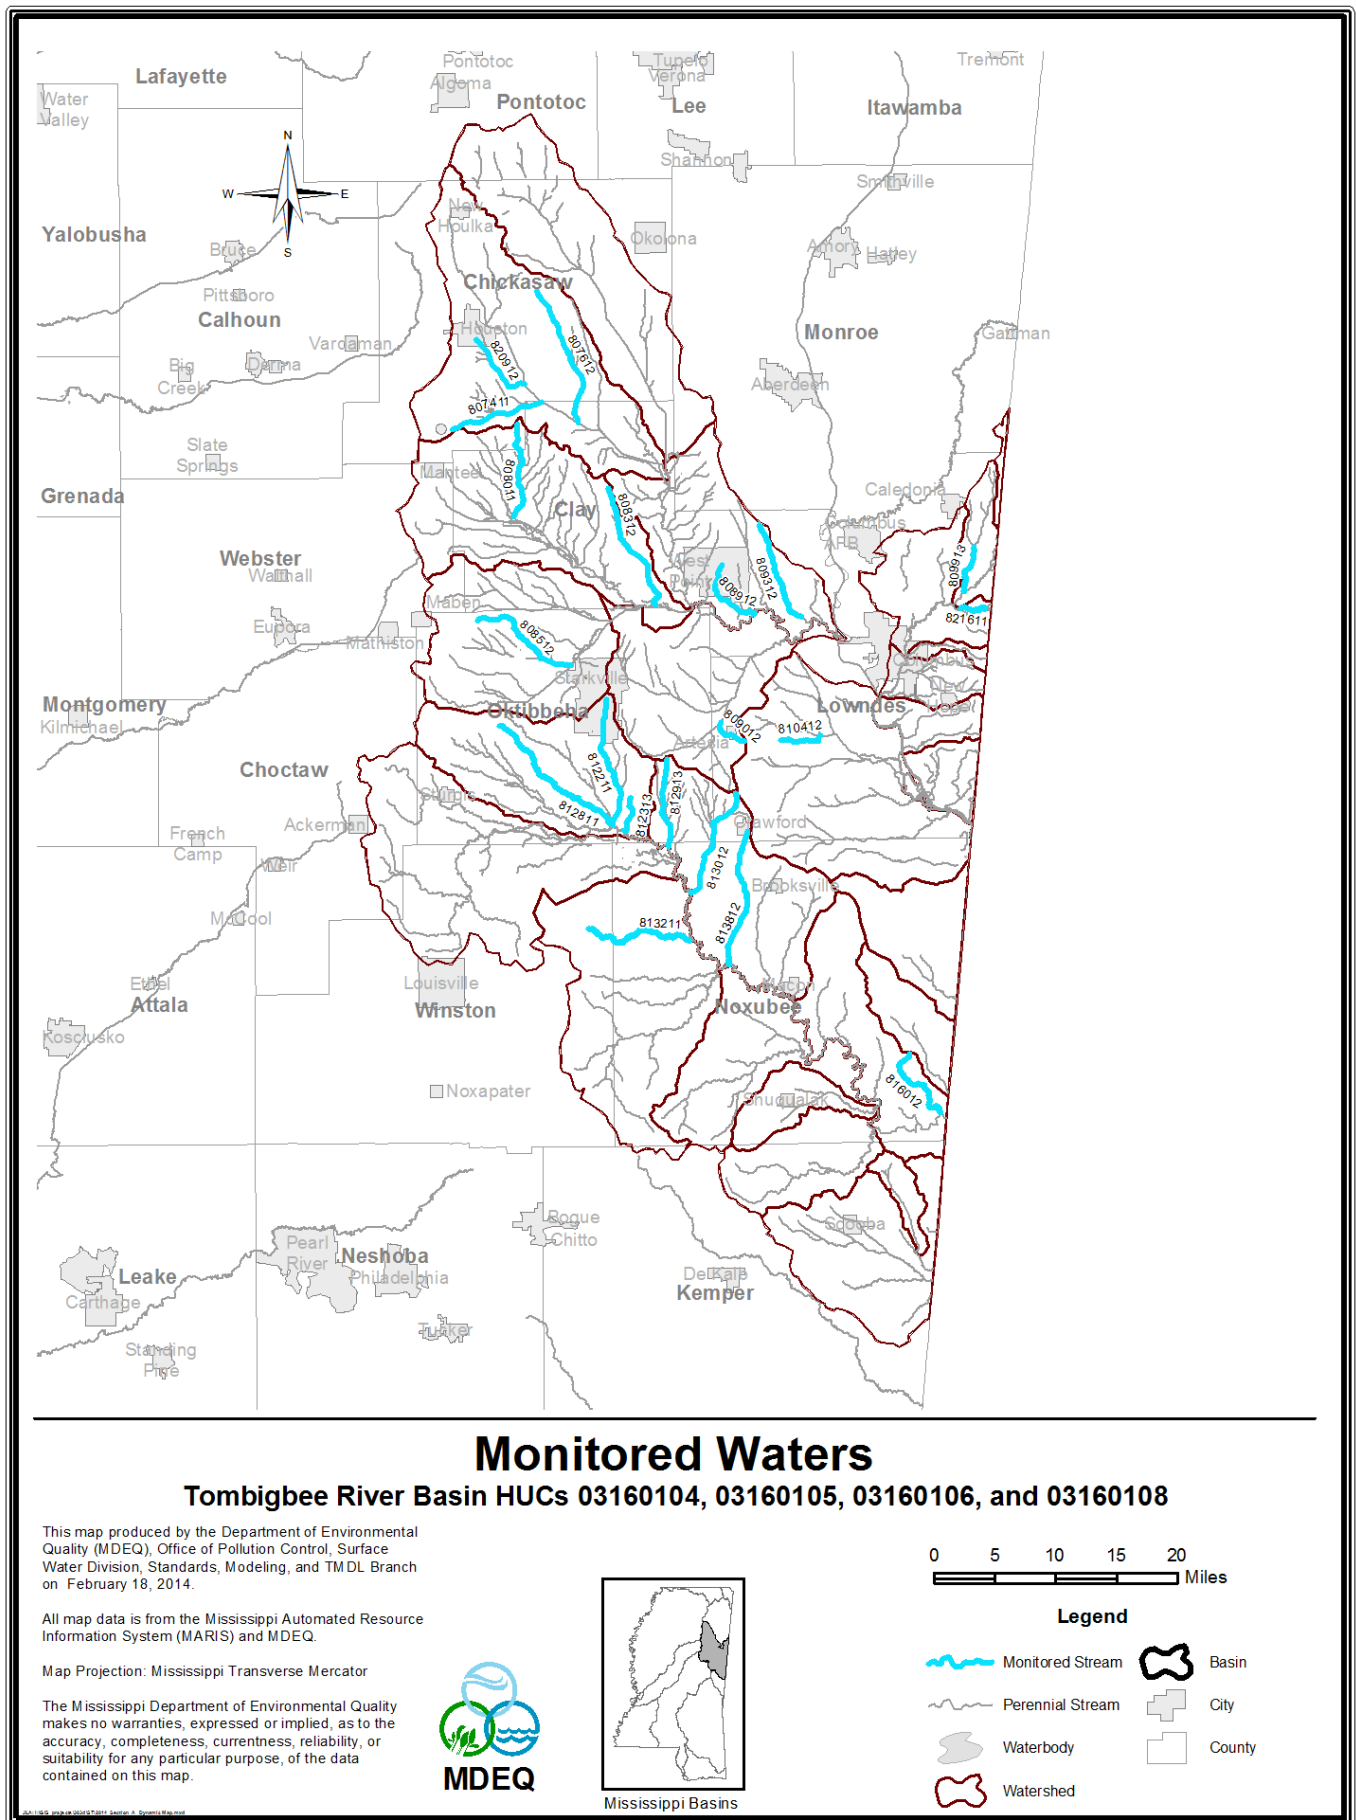 Pontotoc
Tupelo
Tremont
Lafayette
Verona
Algoma
Water
Valley
Pontotoc
Lee
Itawamba
N
Shannon
W
E
Smithville
New
Houlka
S
Yalobusha
Bruce
Okolona
Amory
Hatley
Pittsboro
Chickasaw
Calhoun
Houston
Monroe
Gattman
Vardaman
820912
807612
Big
Creek
Derma
Aberdeen
807411
Slate
Springs
Mantee
808011
Grenada
Caledonia
Clay
808312
Columbus
AFB
Webster
Walthall
West
Point
808912
809312
809913
Maben
821611
Eupora
Mathiston
808512
Columbus
Starkville
New
Hope
Montgomery
Kilmichael
Oktibbeha
Lowndes
809012
810412
Artesia
Choctaw
812211
812913
Sturgis
812811
812313
Ackerman
Crawford
French
Camp
Weir
813012
Brooksville
McCool
813211
813812
Ethel
Louisville
Macon
Attala
Winston
Noxubee
Kosciusko
Noxapater
816012
Shuqualak
Bogue
Chitto
Scooba
Pearl
River
Neshoba
Philadelphia
Leake
De Kalb
Kemper
Carthage
Tucker
Standing
Pine
Monitored Waters
Tombigbee River Basin HUCs 03160104, 03160105, 03160106, and 03160108
This map produced by the Department of Environmental
Quality (MDEQ), Office of Pollution Control, Surface
Water Division, Standards, Modeling, and TMDL Branch
on February 18, 2014.
All map data is from the Mississippi Automated Resource
Information System (MARIS) and MDEQ.
Map Projection: Mississippi Transverse Mercator
The Mississippi Department of Environmental Quality
makes no warranties, expressed or implied, as to the
accuracy, completeness, currentness, reliability, or
suitability for any particular purpose, of the data
contained on this map.
MDEQ
Mississippi Basins
0 5 10 15 20
Miles
Legend
Monitored Stream
Basin
Perennial Stream
City
Waterbody
County
Watershed